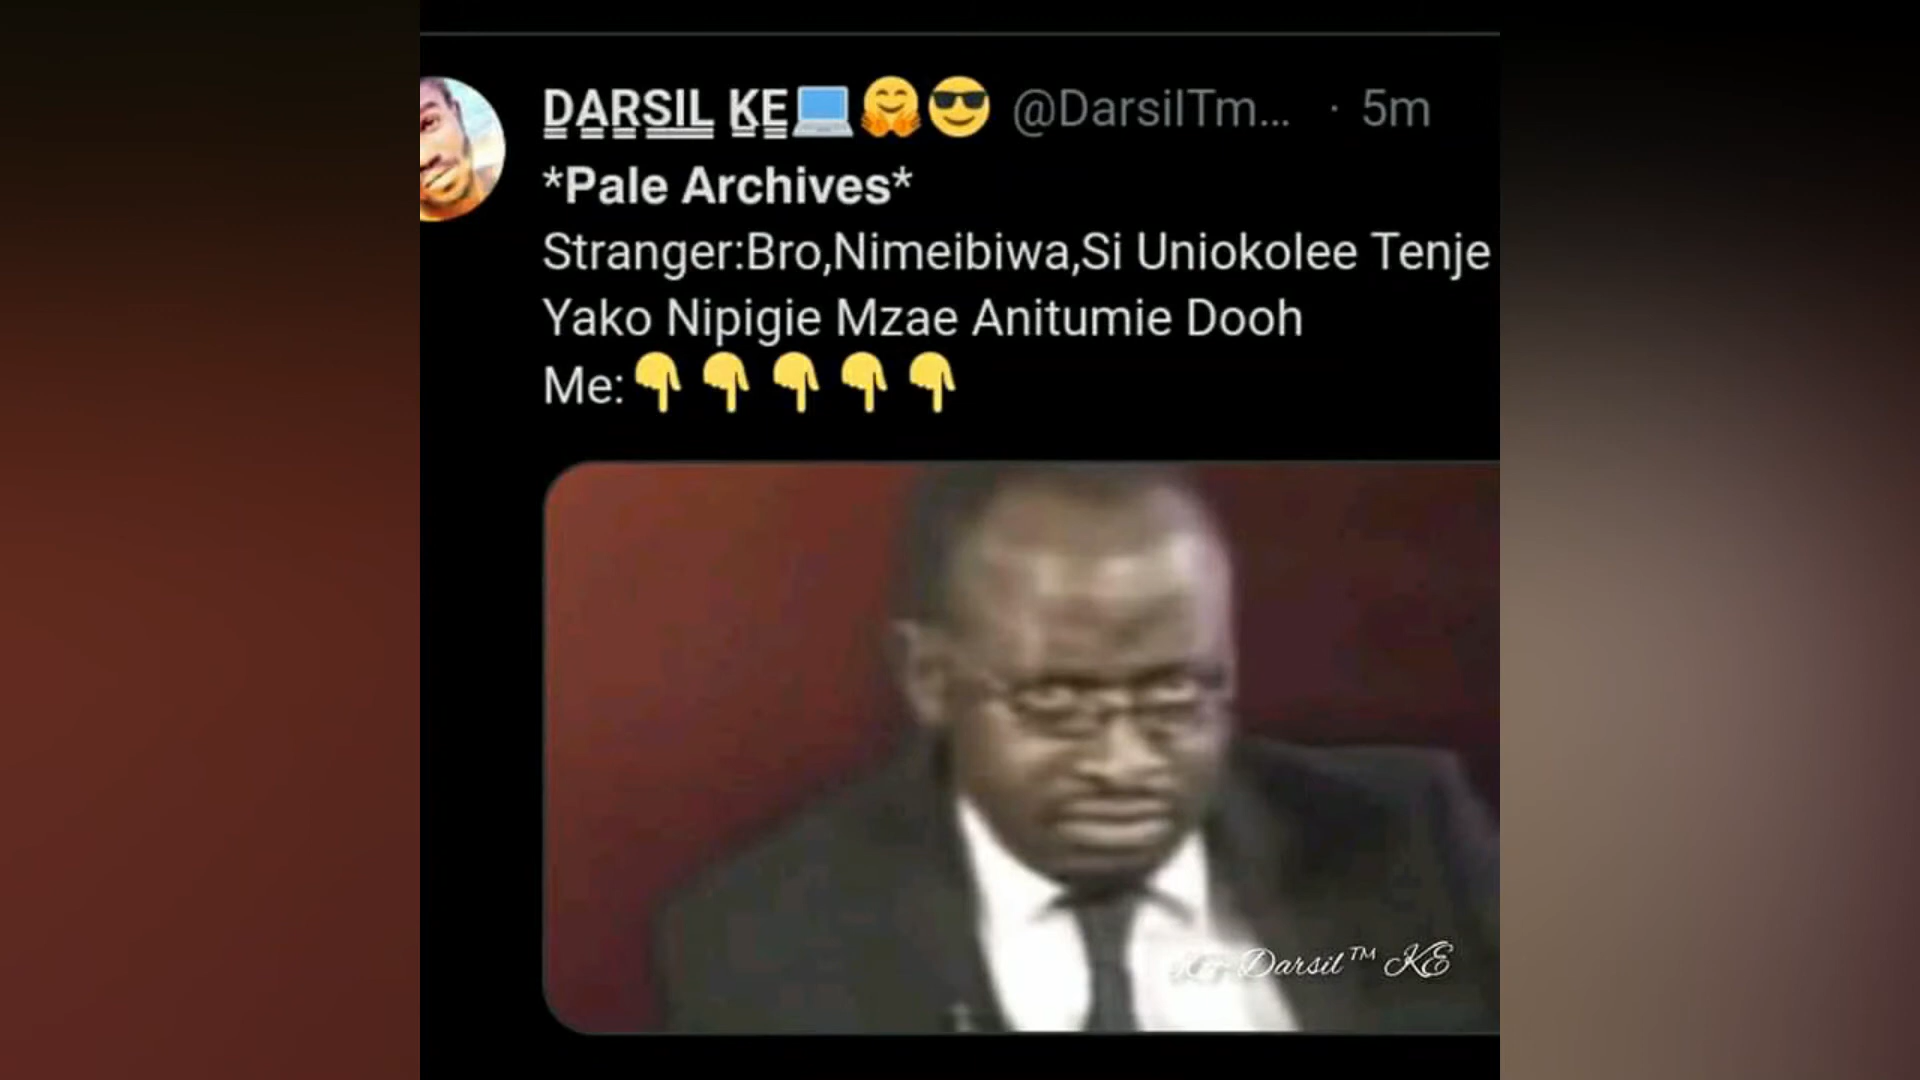 DARSIL KE💻🤗😎 @DarsilTm... · 5m
*Pale Archives*
Stranger:Bro,Nimeibiwa,Si Uniokolee Tenje
Yako Nipigie Mzae Anitumie Dooh
Me:👇👇👇👇👇
Darsil™ KE